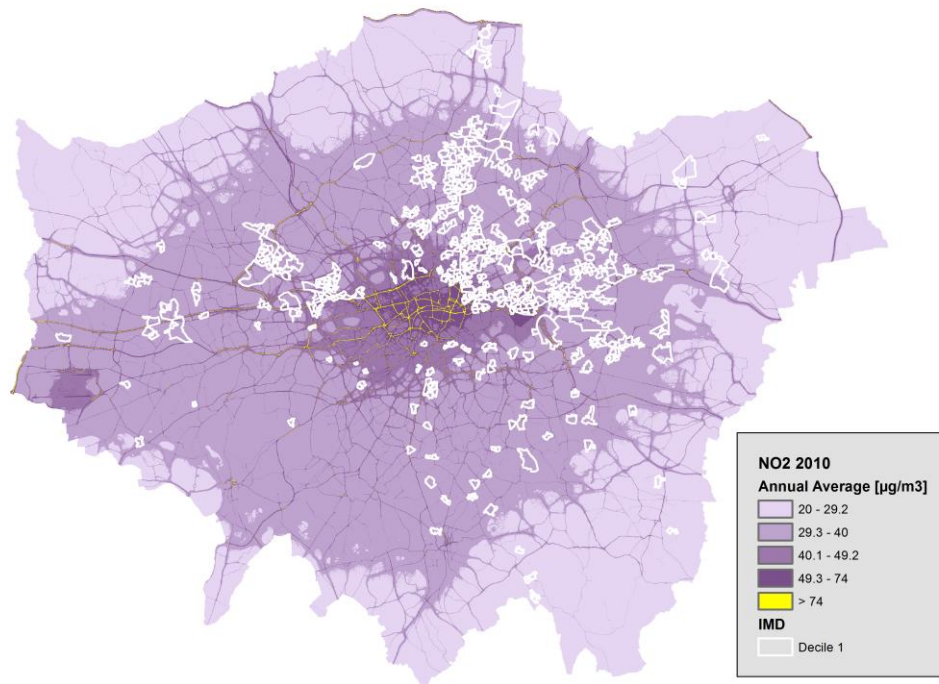 NO2 2010
Annual Average [µg/m3]
20 - 29.2
29.3 - 40
40.1 - 49.2
49.3 - 74
> 74
IMD
Decile 1